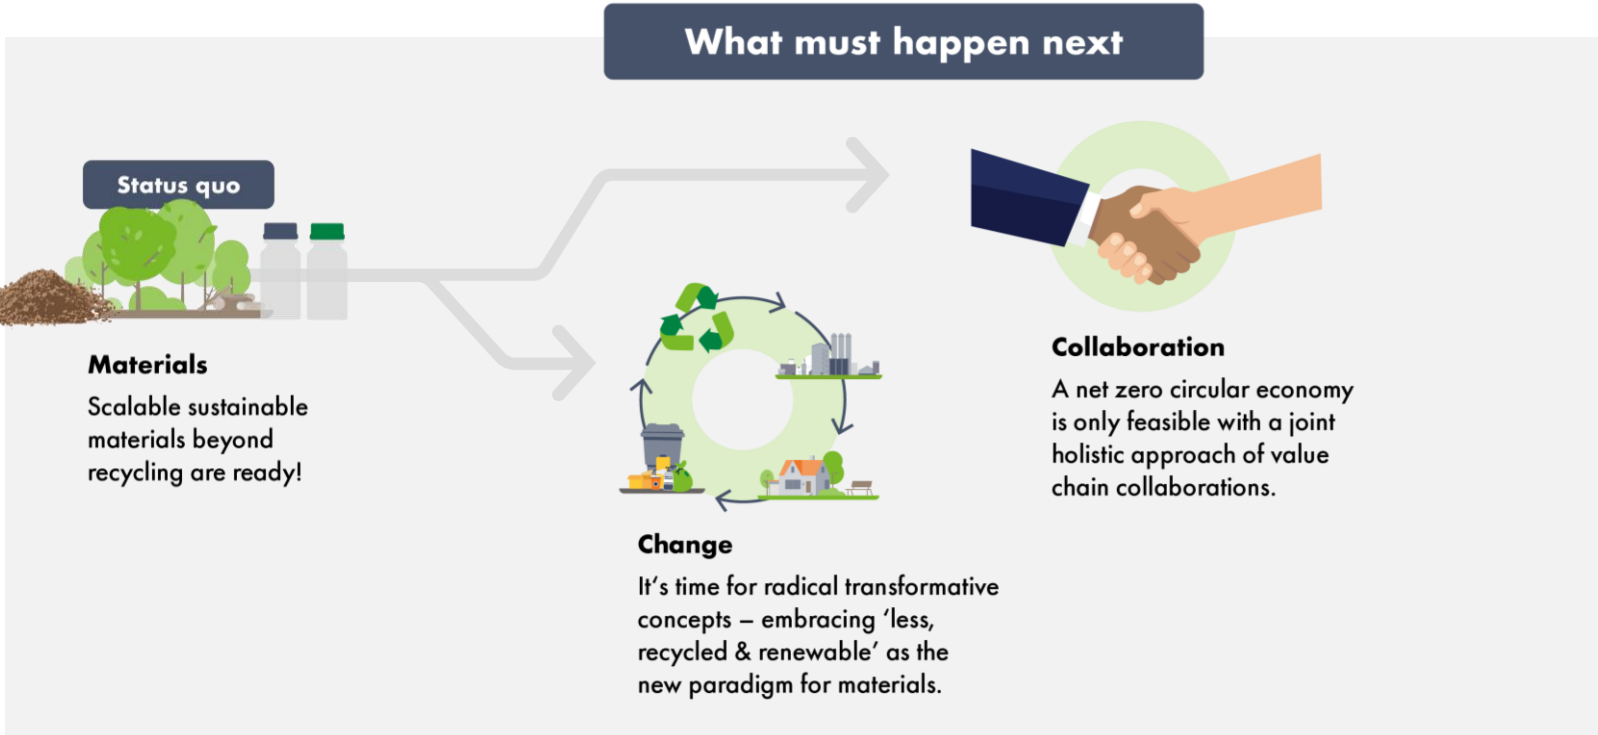 What must happen next
Status quo
Materials
Scalable sustainable
materials beyond
recycling are ready!
Change
It‘s time for radical transformative
concepts – embracing ‘less,
recycled & renewable’ as the
new paradigm for materials.
Collaboration
A net zero circular economy
is only feasible with a joint
holistic approach of value
chain collaborations.